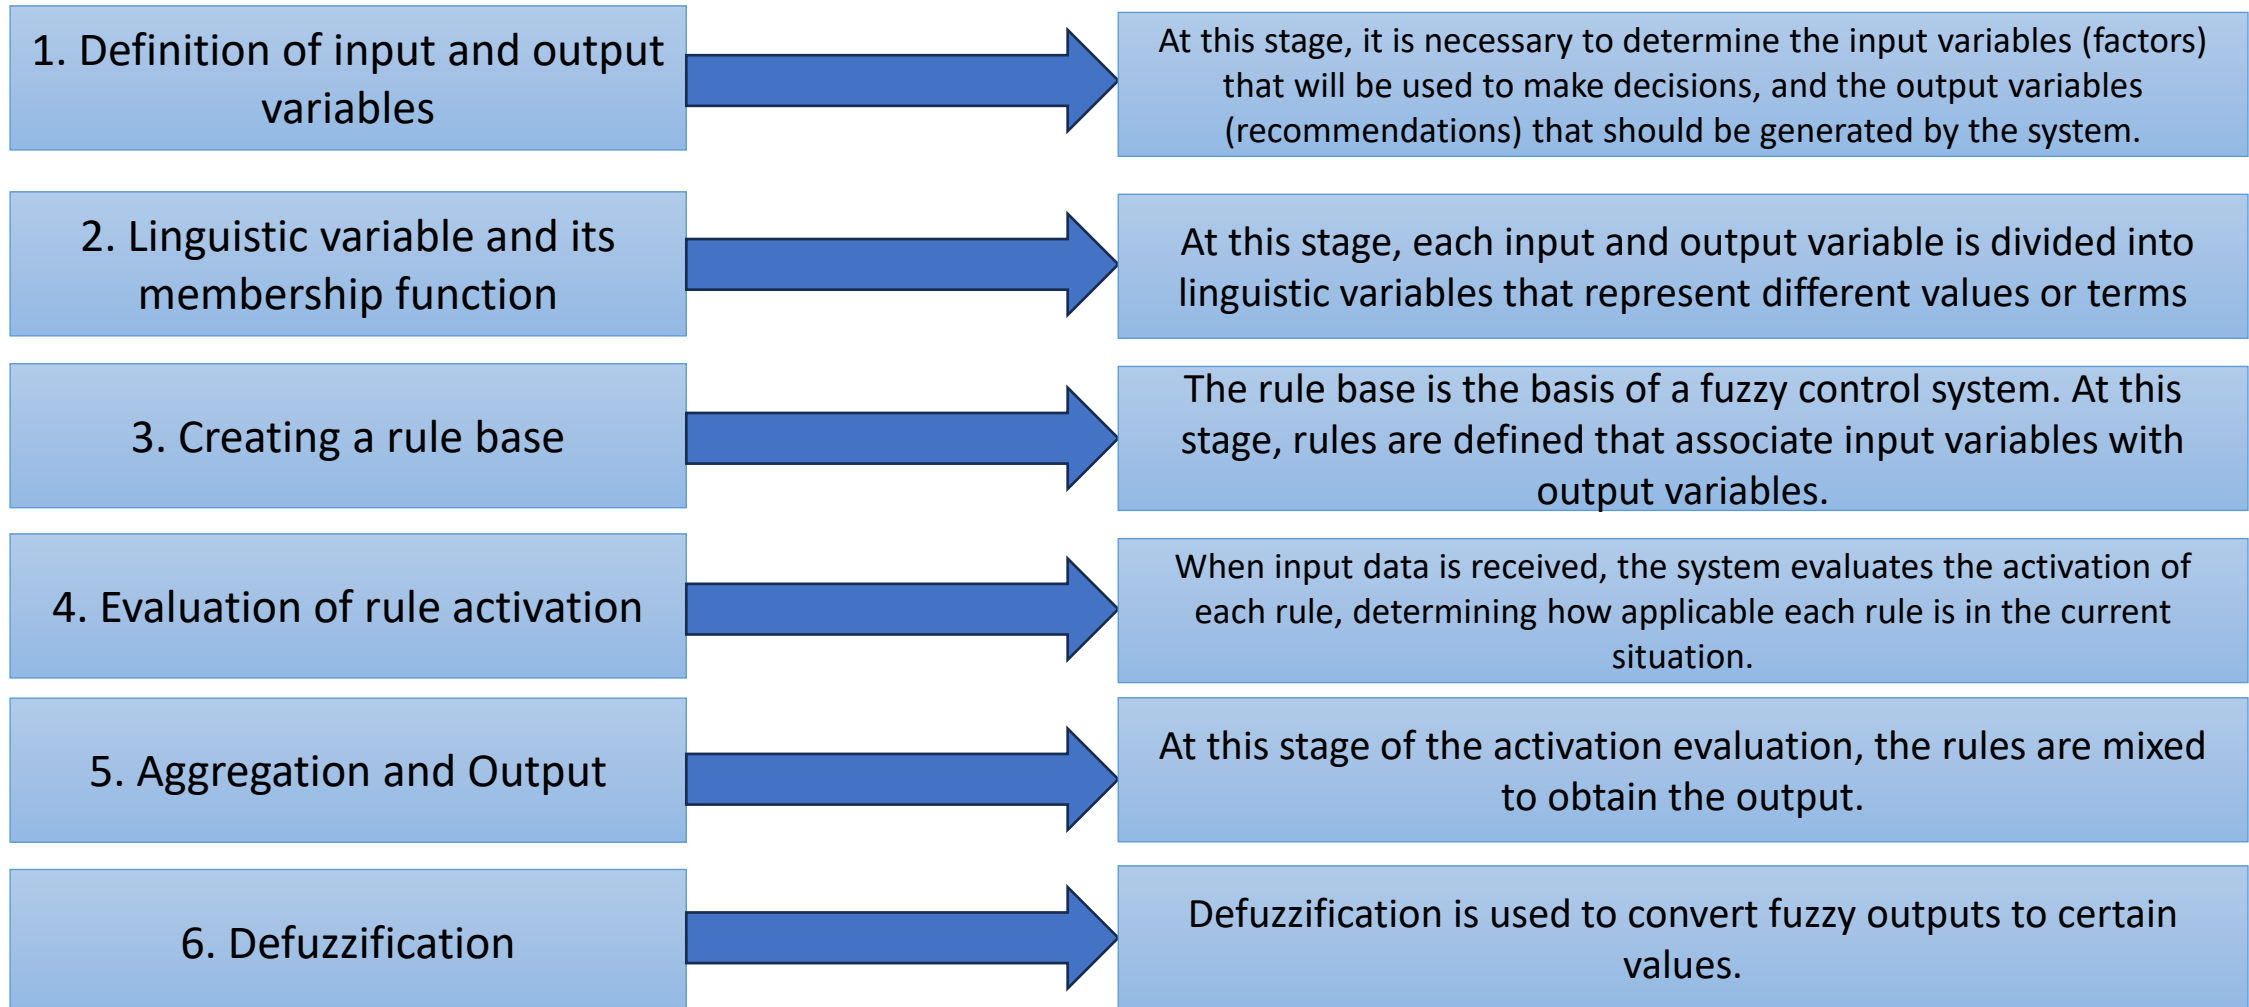 1. Definition of input and output
variables
At this stage, it is necessary to determine the input variables (factors)
that will be used to make decisions, and the output variables
(recommendations) that should be generated by the system.
2. Linguistic variable and its
membership function
At this stage, each input and output variable is divided into
linguistic variables that represent different values or terms
3. Creating a rule base
The rule base is the basis of a fuzzy control system. At this
stage, rules are defined that associate input variables with
output variables.
4. Evaluation of rule activation
When input data is received, the system evaluates the activation of
each rule, determining how applicable each rule is in the current
situation.
5. Aggregation and Output
At this stage of the activation evaluation, the rules are mixed
to obtain the output.
6. Defuzzification
Defuzzification is used to convert fuzzy outputs to certain
values.